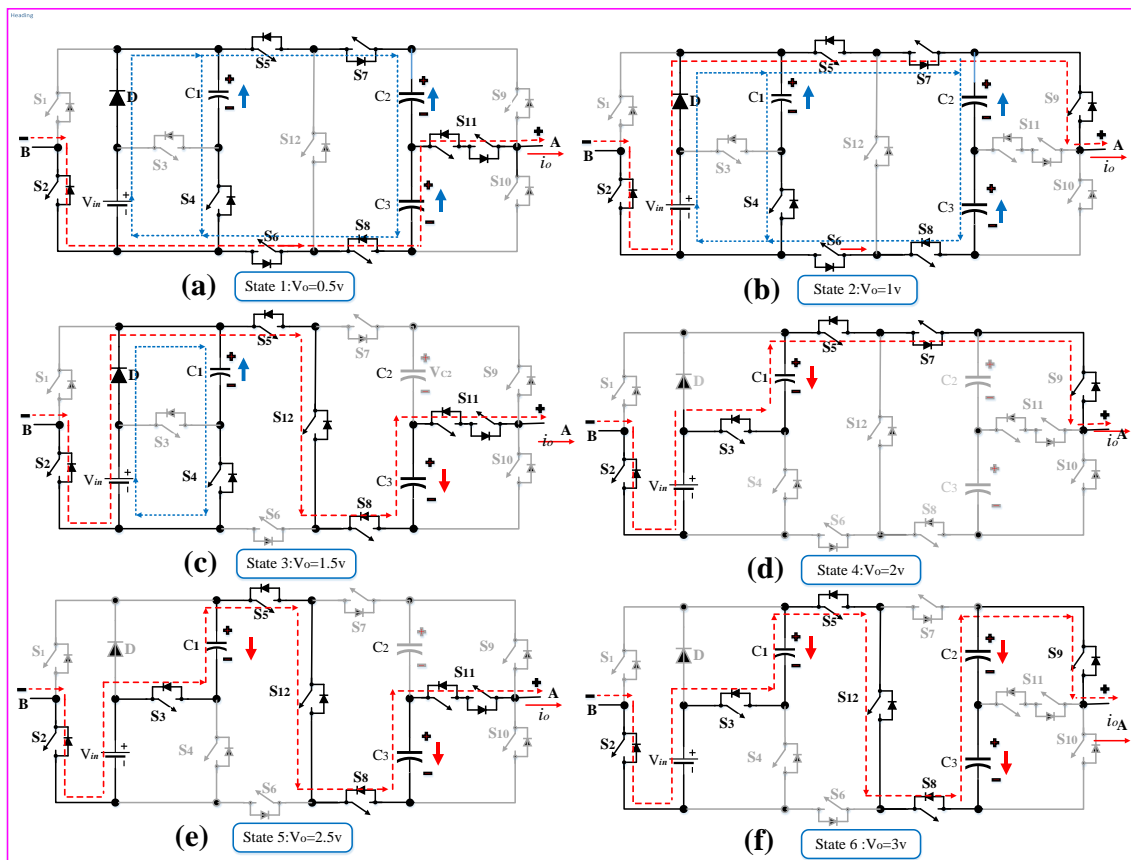 Heading
S1
D
C1
S5
S7
C2
S9
S11
A
S12
S3
B
S2
Vin
S4
C3
S10
io
S6
S8
(a)
State 1:Vo=0.5v
S1
D
C1
S5
S7
C2
S9
S11
A
S12
S3
B
S2
Vin
S4
C3
S10
io
S6
S8
(b)
State 2:Vo=1v
S1
D
C1
S5
S7
C2
VC2
S9
S11
A
S12
S3
B
S2
Vin
S4
C3
S10
io
S6
S8
(c)
State 3:Vo=1.5v
S1
D
C1
S5
S7
C2
S9
S11
A
S12
S3
B
S2
Vin
S4
C3
S10
io
S6
S8
(d)
State 4:Vo=2v
S1
D
C1
S5
S7
C2
S9
S11
A
S12
S3
B
S2
Vin
S4
C3
S10
io
S6
S8
(e)
State 5:Vo=2.5v
S1
D
C1
S5
S7
C2
S9
S11
A
S12
S3
B
S2
Vin
S4
C3
S10
io
S6
S8
(f)
State 6 :Vo=3v